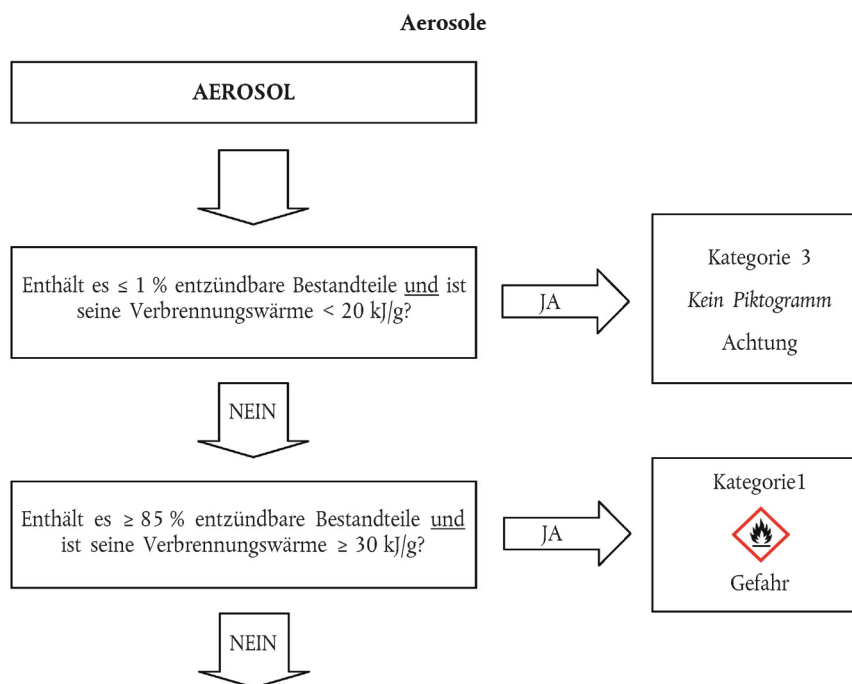 Aerosole
AEROSOL
Enthält es ≤ 1 % entzündbare Bestandteile und ist
seine Verbrennungswärme < 20 kJ/g?
JA
Kategorie 3
Kein Piktogramm
Achtung
NEIN
Enthält es ≥ 85 % entzündbare Bestandteile und
ist seine Verbrennungswärme ≥ 30 kJ/g?
JA
Kategorie1
Gefahr
NEIN